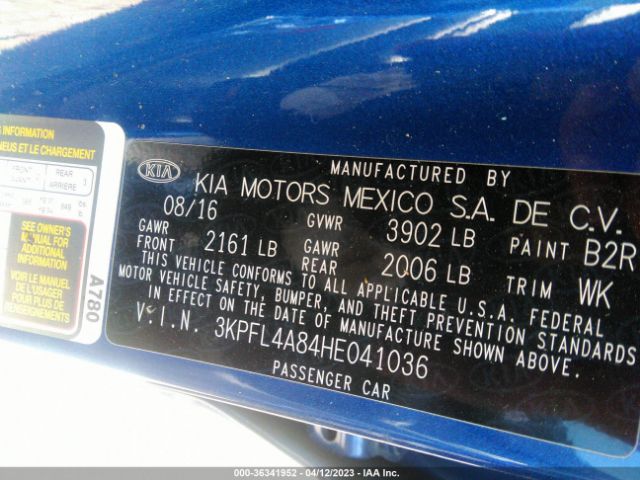 INFORMATION
NEUS ET LE CHARGEMENT
FRONT
REAR
ARRIÈRE
SEE OWNER'S
MANUAL FOR
ADDITIONAL
INFORMATION
VOIR LE MANUEL
DE L'USAGER
POUR PLUS DE
RENSEIGNEMENTS
A780
KIA
MANUFACTURED BY
KIA MOTORS MEXICO S.A. DE C.V.
08/16 GVWR 3902 LB PAINT B2R
GAWR FRONT 2161 LB GAWR REAR 2006 LB TRIM WK
THIS VEHICLE CONFORMS TO ALL APPLICABLE U.S.A. FEDERAL
MOTOR VEHICLE SAFETY, BUMPER, AND THEFT PREVENTION STANDARDS
IN EFFECT ON THE DATE OF MANUFACTURE SHOWN ABOVE.
V.I.N. 3KPFL4A84HE041036
PASSENGER CAR
000-36341952 - 04/12/2023 - IAA Inc.